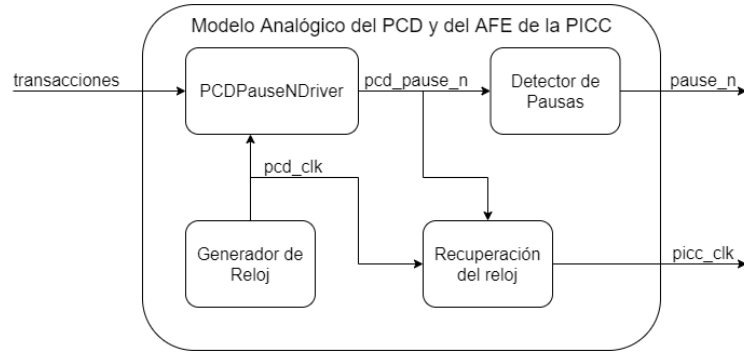 Modelo Analógico del PCD y del AFE de la PICC
transacciones
PCDPauseNDriver
pcd_pause_n
Detector de
Pausas
pause_n
pcd_clk
Generador de
Reloj
Recuperación
del reloj
picc_clk